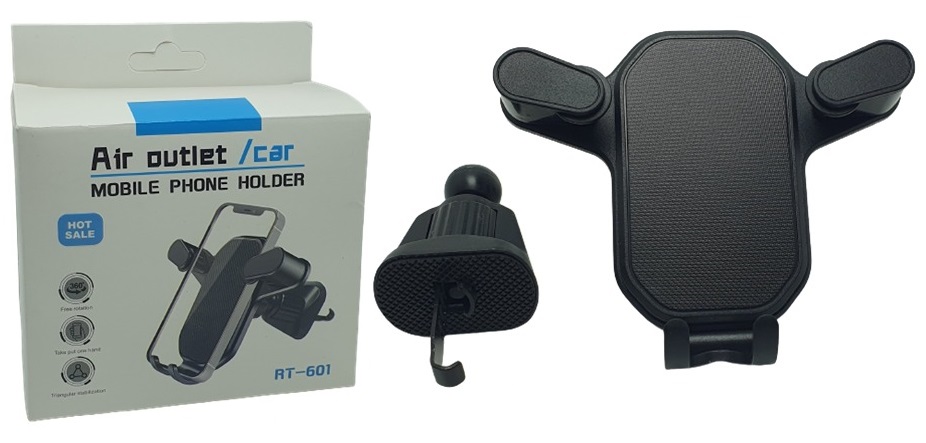 Air outlet /car
MOBILE PHONE HOLDER
HOT
SALE
360°
Free rotation
Take put one hand
Triangular stabilization
RT-601